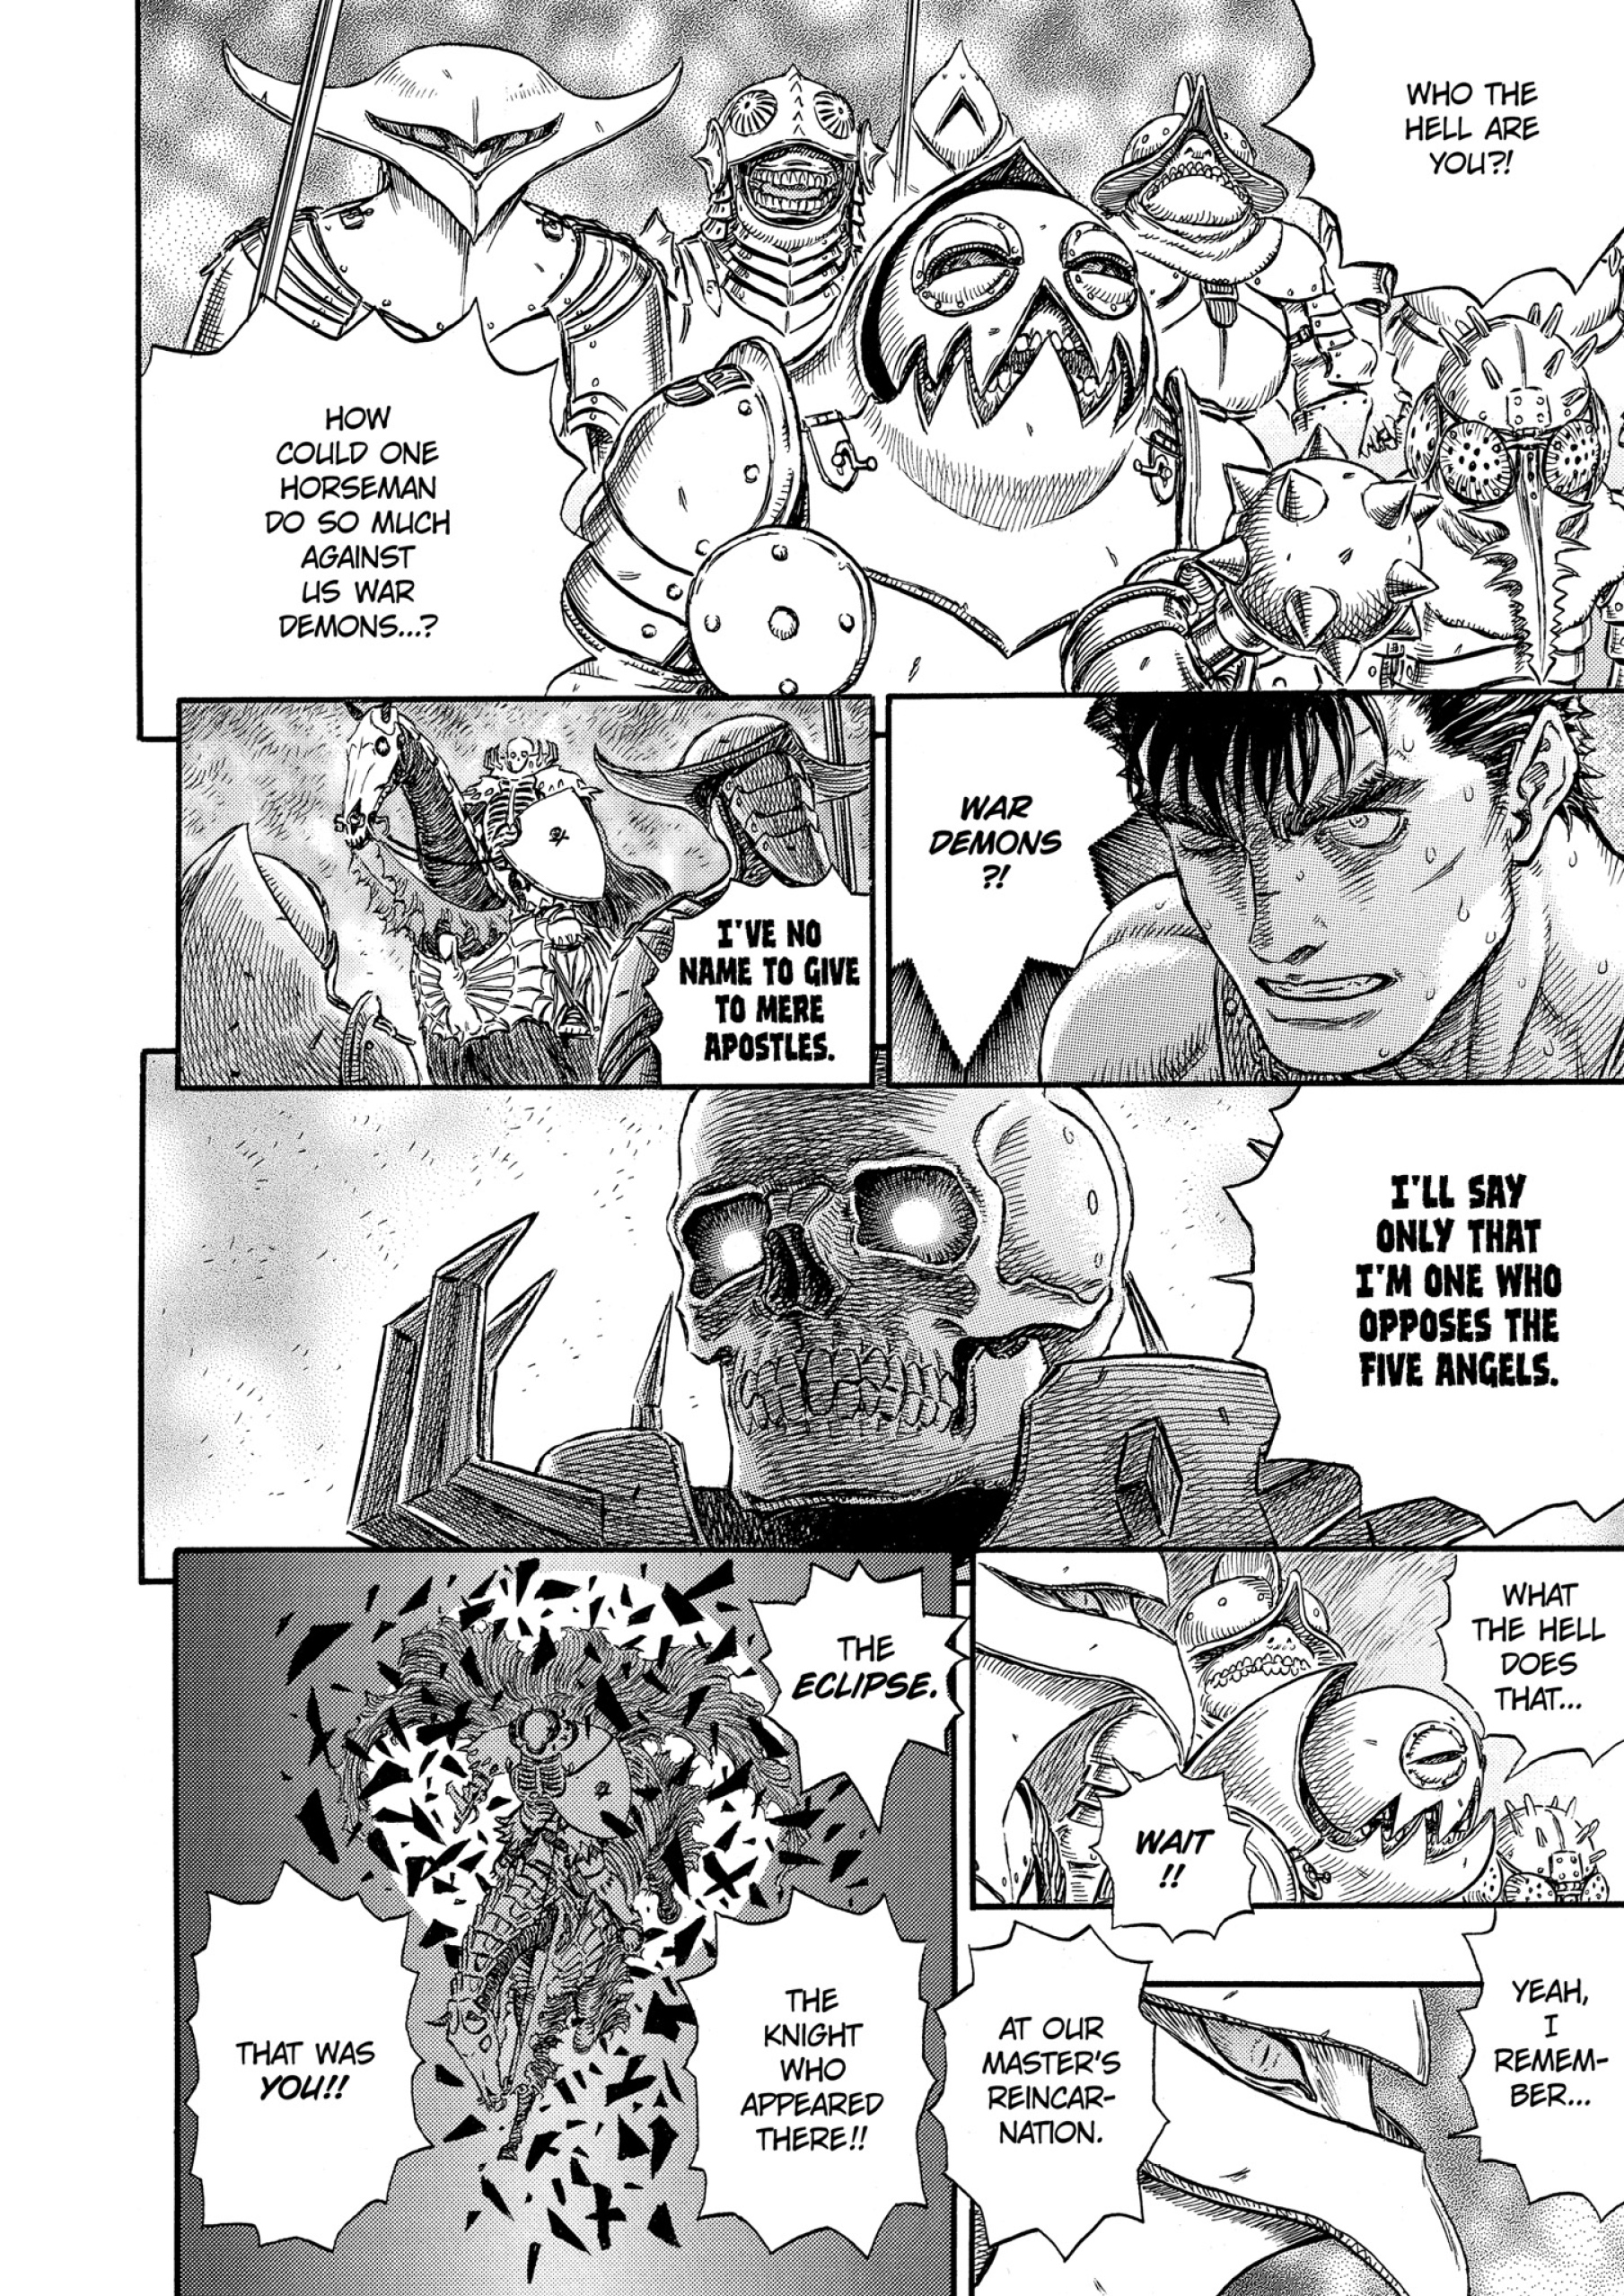 WHO THE
HELL ARE
YOU?!
HOW
COULD ONE
HORSEMAN
DO SO MUCH
AGAINST
US WAR
DEMONS...?
WAR
DEMONS
?!
I'VE NO
NAME TO GIVE
TO MERE
APOSTLES.
I'LL SAY
ONLY THAT
I'M ONE WHO
OPPOSES THE
FIVE ANGELS.
WHAT
THE HELL
DOES
THAT...
WAIT
!!
YEAH,
I
REMEM-
BER...
AT OUR
MASTER'S
REINCAR-
NATION.
THE
ECLIPSE.
THE
KNIGHT
WHO
APPEARED
THERE!!
THAT WAS
YOU!!